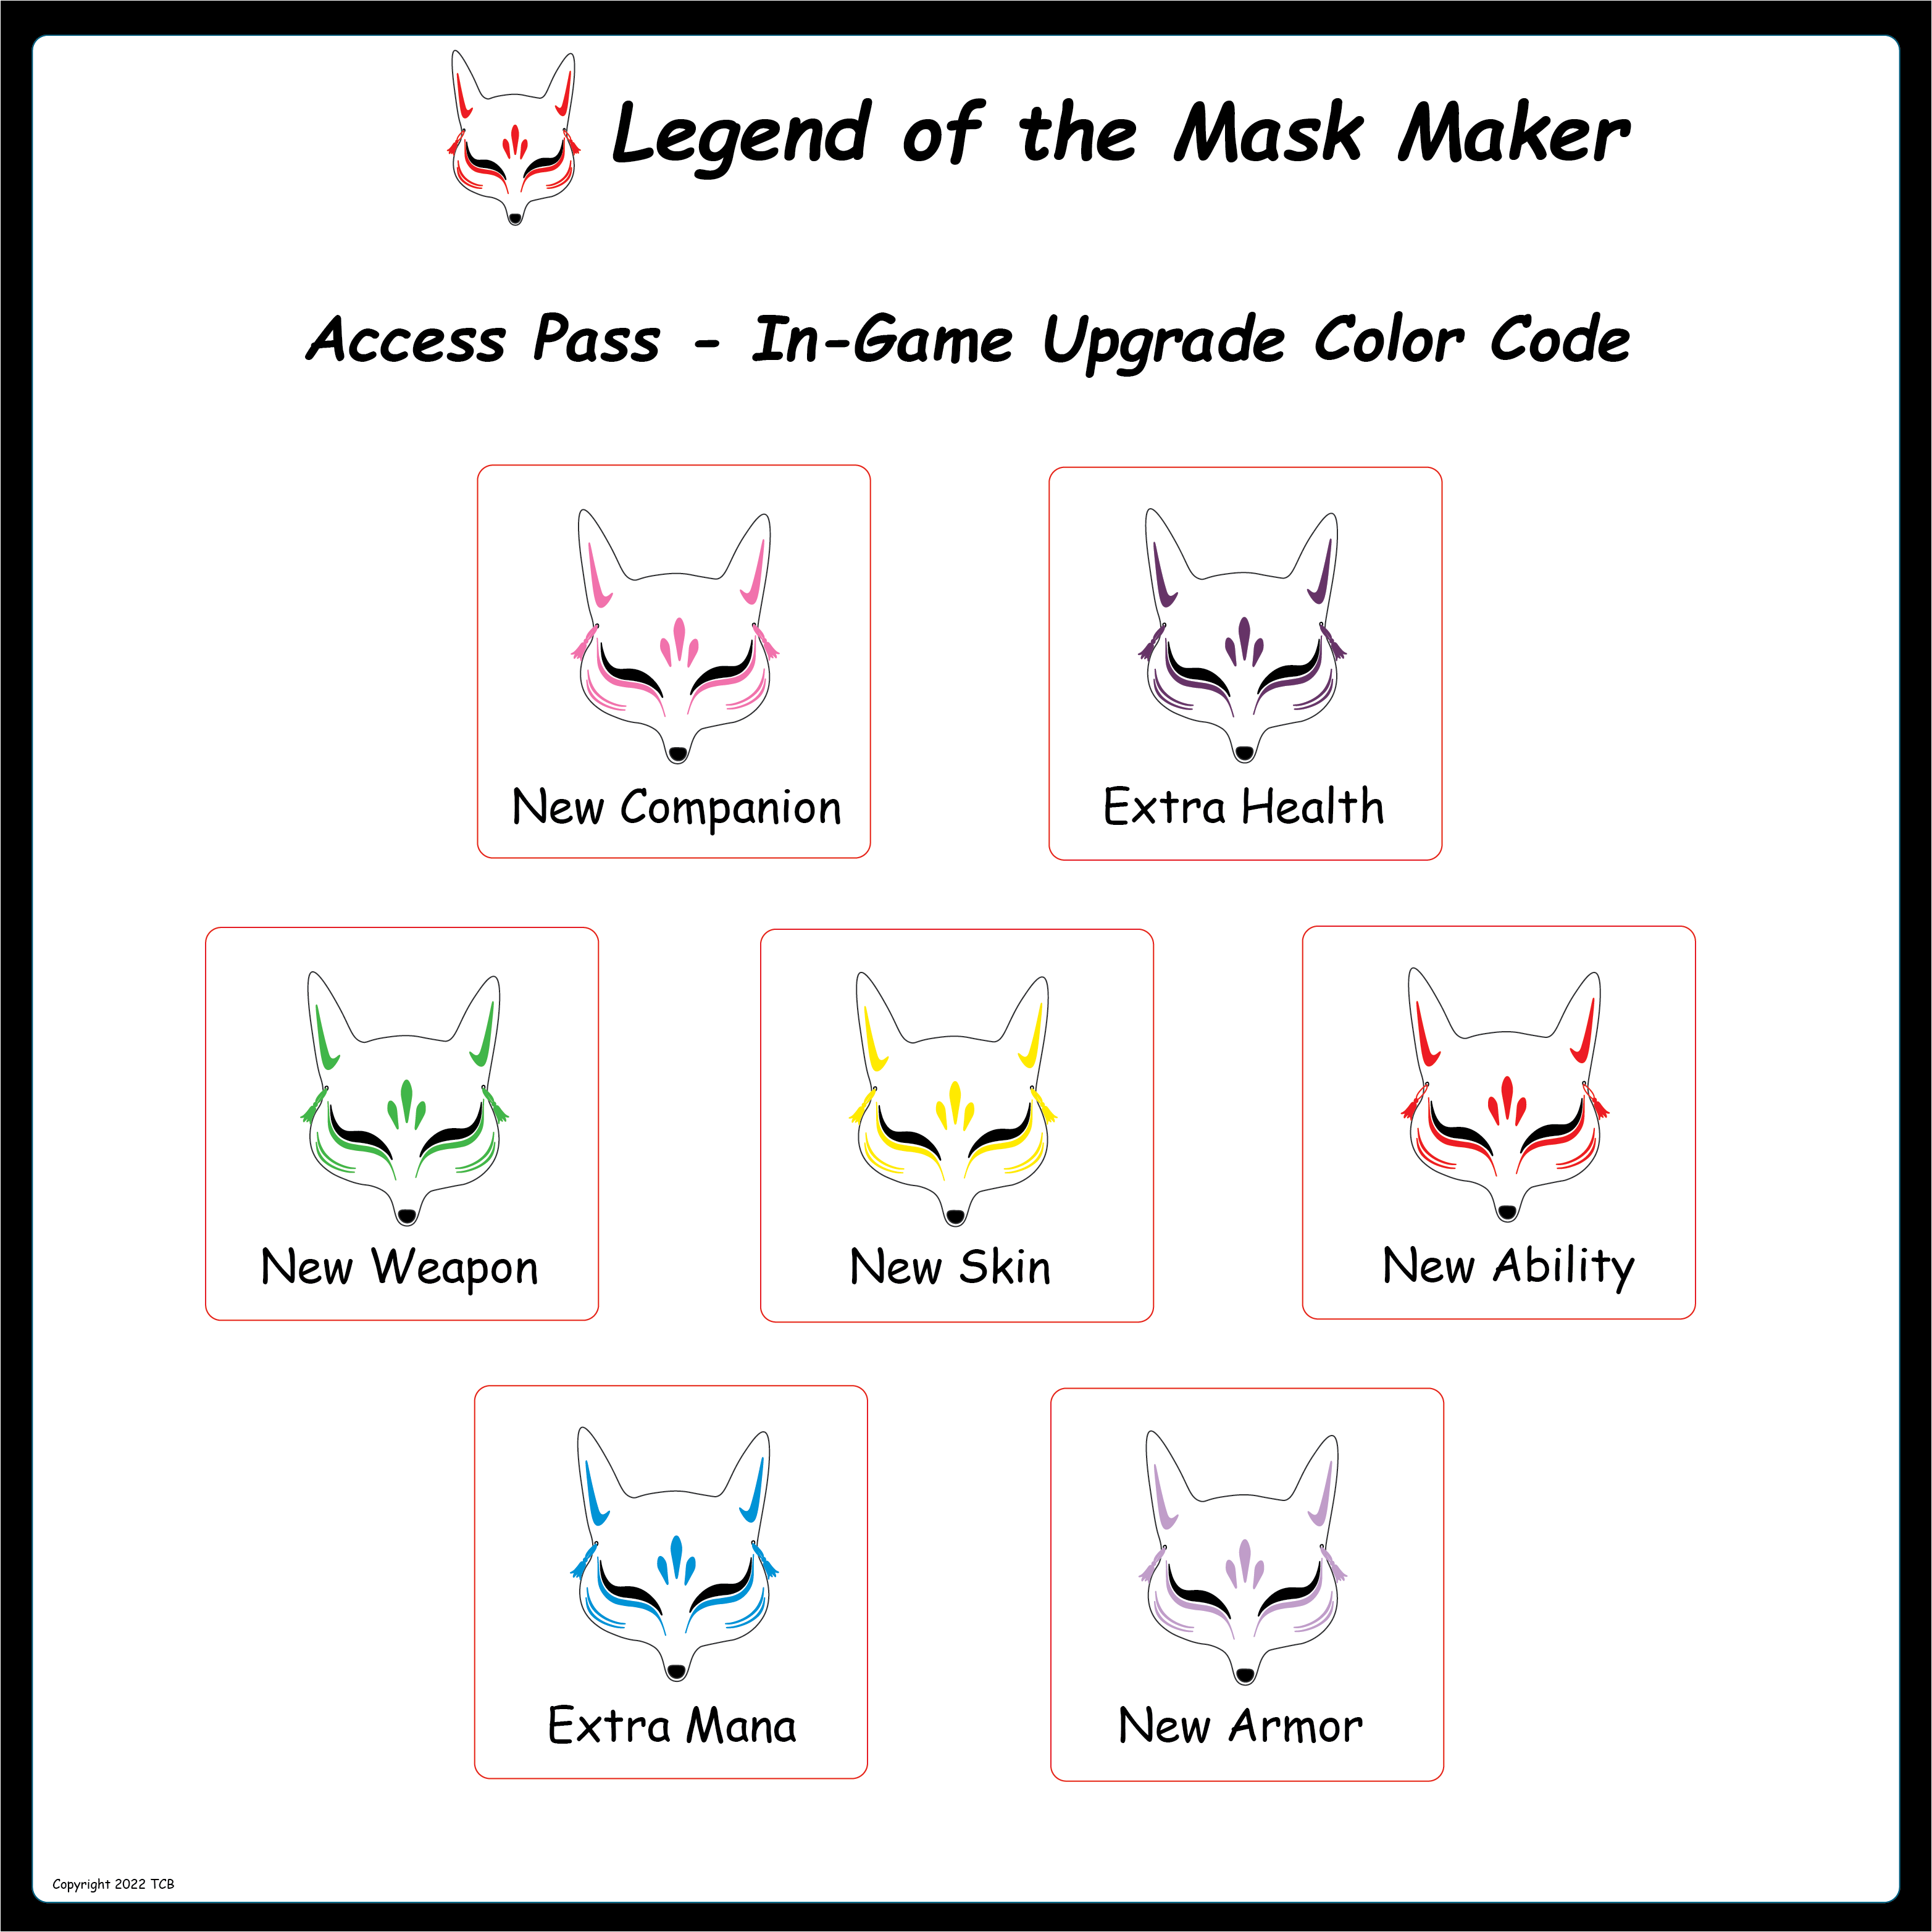 Legend of the Mask Maker
Access Pass - In-Game Upgrade Color Code
New Companion
Extra Health
New Weapon
New Skin
New Ability
Extra Mana
New Armor
Copyright 2022 TCB